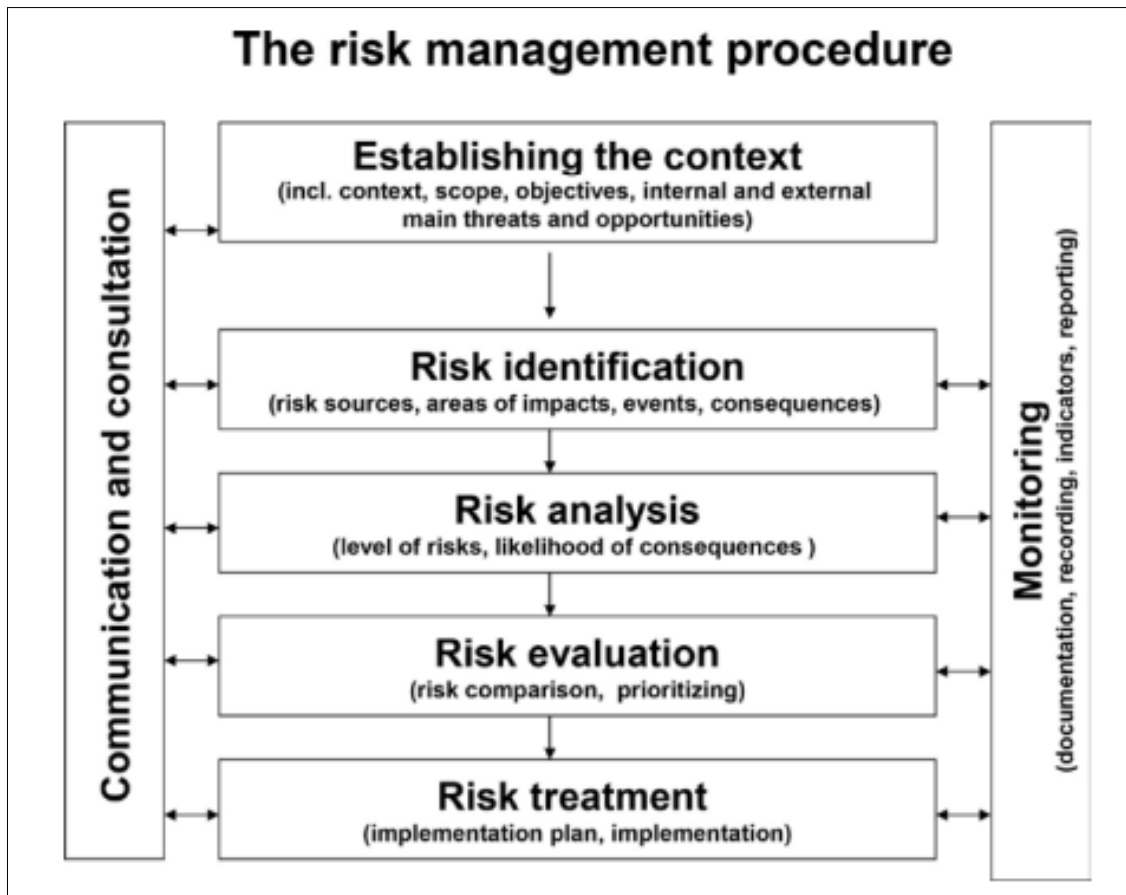 The risk management procedure
Communication and consultation
Establishing the context
(incl. context, scope, objectives, internal and external
main threats and opportunities)
Risk identification
(risk sources, areas of impacts, events, consequences)
Risk analysis
(level of risks, likelihood of consequences )
Risk evaluation
(risk comparison,  prioritizing)
Risk treatment
(implementation plan, implementation)
Monitoring
(documentation, recording, indicators, reporting)